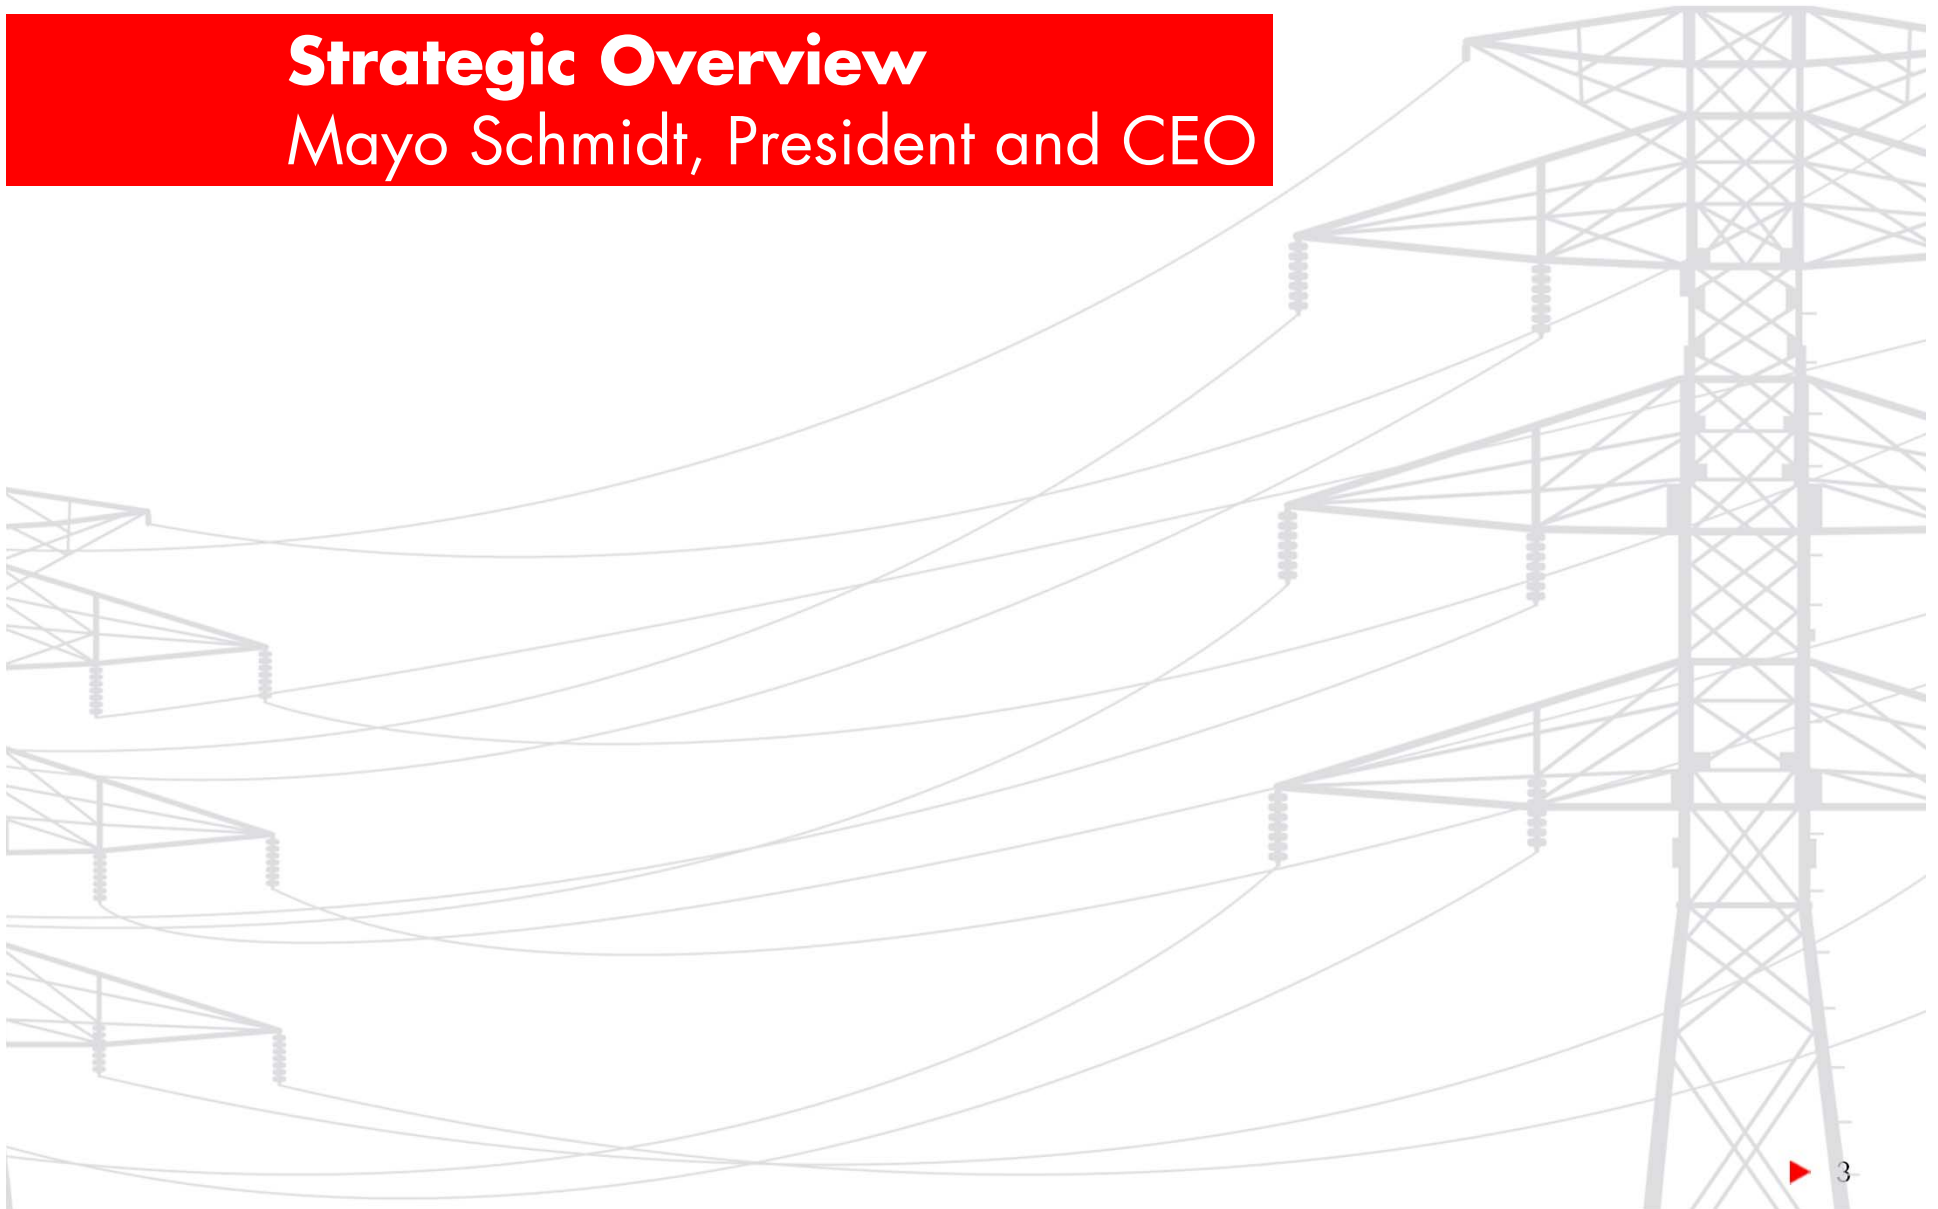 Strategic Overview
Mayo Schmidt, President and CEO
3